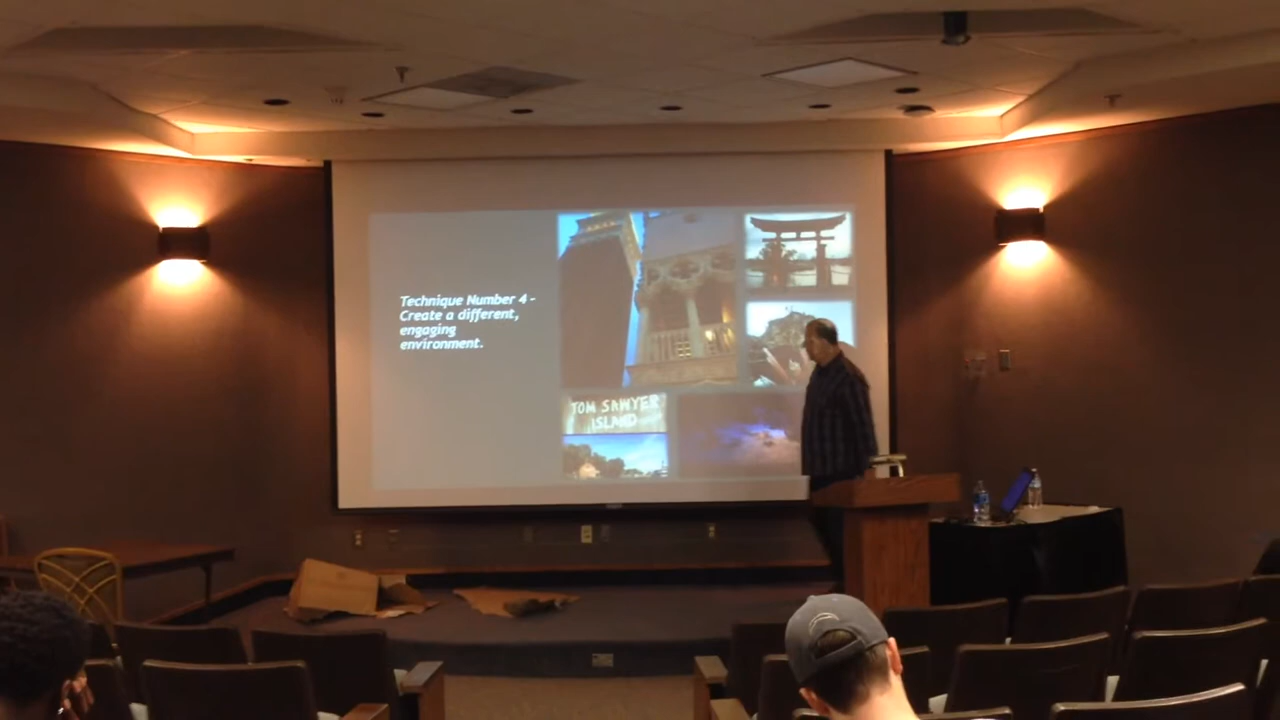 Technique Number 4 -
Create a different,
engaging
environment.
TOM SAWYER
ISLAND